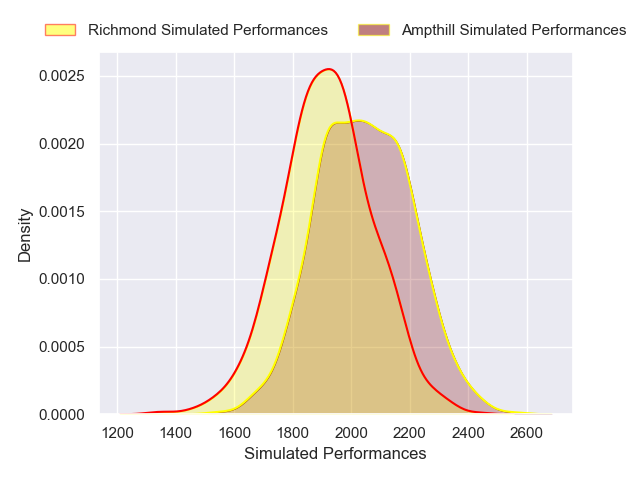 Richmond Simulated Performances Ampthill Simulated Performances
0.0025
0.0020
0.0015
0.0010
0.0005
0.0000
Density
1200 1400 1600 1800 2000 2200 2400 2600
Simulated Performances